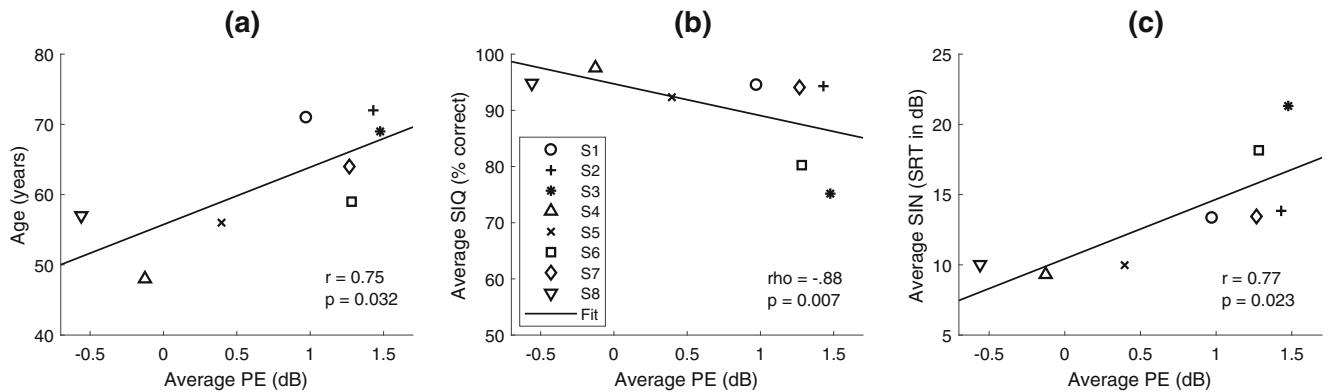 (a)
80
70
60
50
40
Age (years)
-0.5
0
0.5
1
1.5
Average PE (dB)
r = 0.75
p = 0.032
(b)
100
90
80
70
60
50
Average SIQ (% correct)
S1
S2
S3
S4
S5
S6
S7
S8
Fit
-0.5
0
0.5
1
1.5
Average PE (dB)
rho = -.88
p = 0.007
(c)
25
20
15
10
5
Average SIN (SRT in dB)
-0.5
0
0.5
1
1.5
Average PE (dB)
r = 0.77
p = 0.023